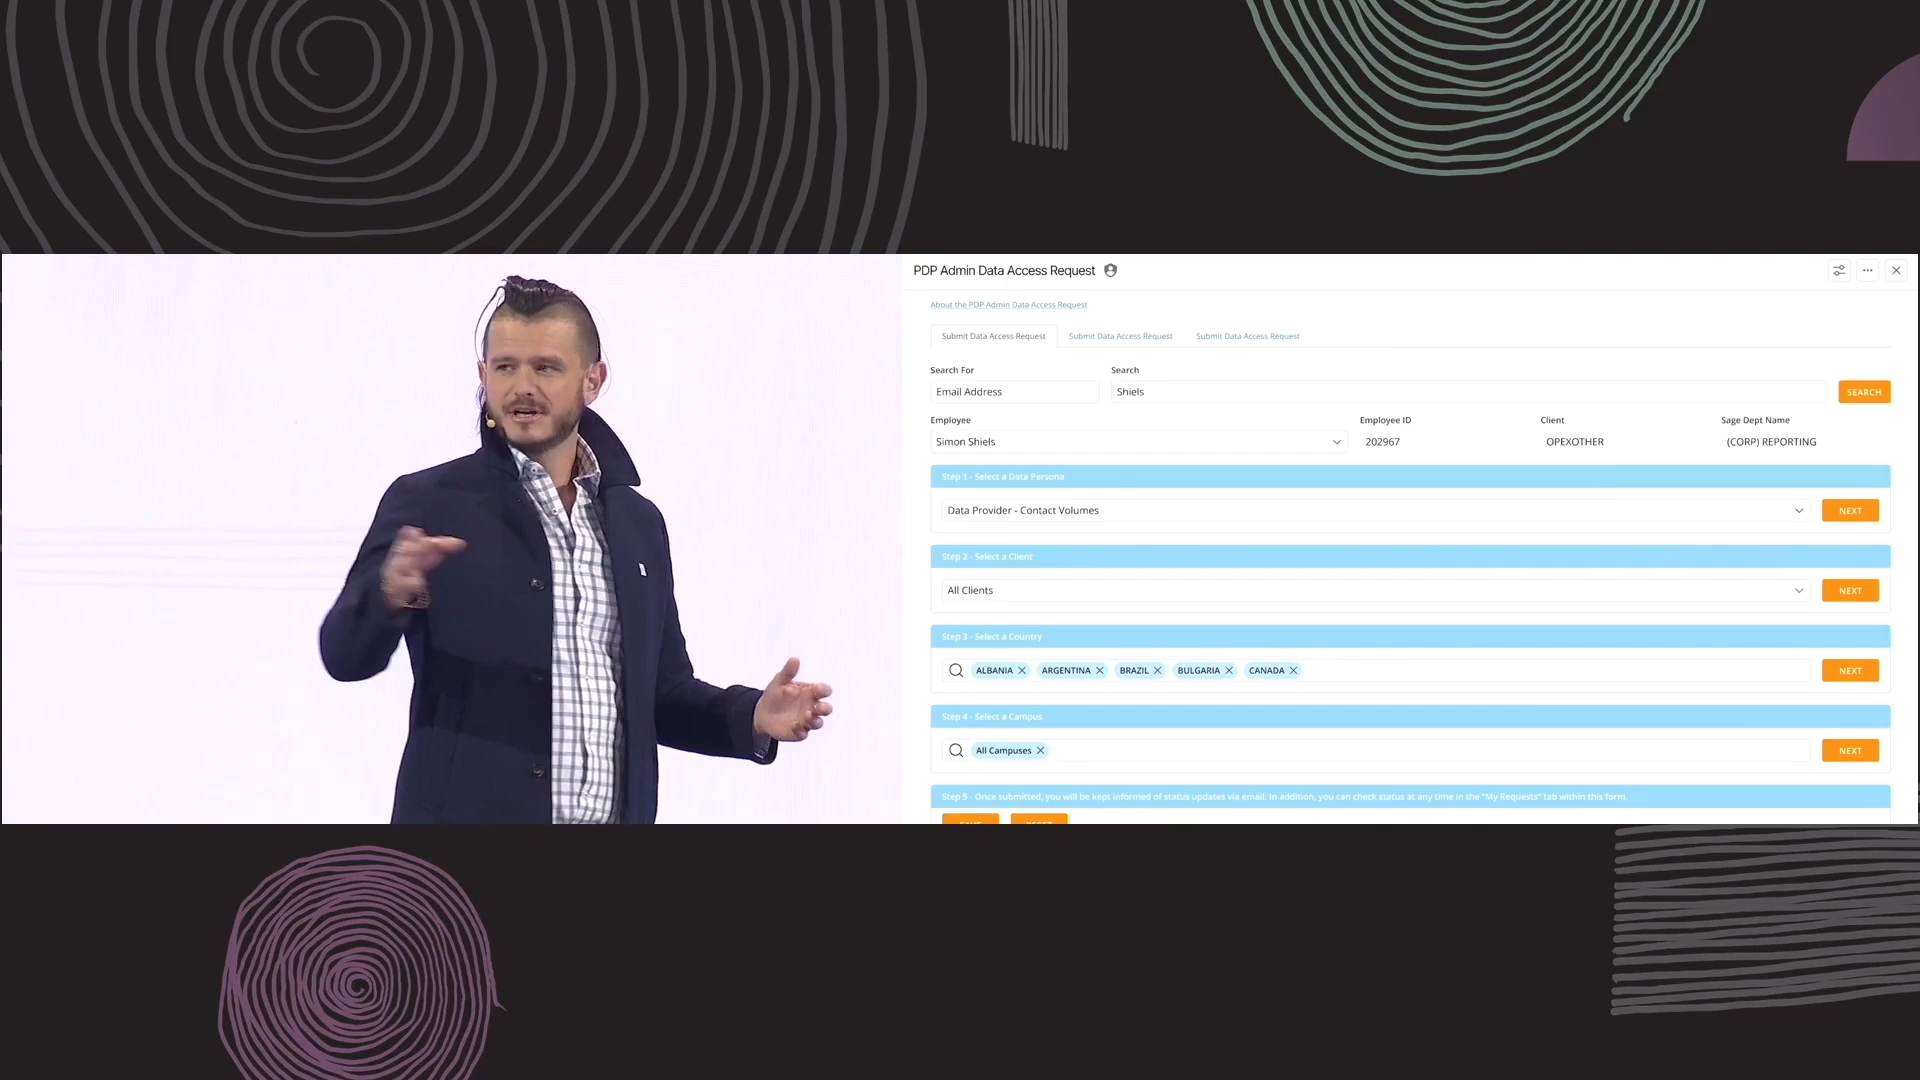 PDP Admin Data Access Request
About the PDP Admin Data Access Request
Submit Data Access Request Submit Data Access Request Submit Data Access Request
Search For Search
Email Address Shiels SEARCH
Employee Employee ID Client Sage Dept Name
Simon Shiels 202967 OPEXOTHER (CORP) REPORTING
Step 1 - Select a Data Persona
Data Provider - Contact Volumes NEXT
Step 2 - Select a Client
All Clients NEXT
Step 3 - Select a Country
ALBANIA ARGENTINA BRAZIL BULGARIA CANADA NEXT
Step 4 - Select a Campus
All Campuses NEXT
Step 5 - Once submitted, you will be kept informed of status updates via email. In addition, you can check status at any time in the "My Requests" tab within this form.